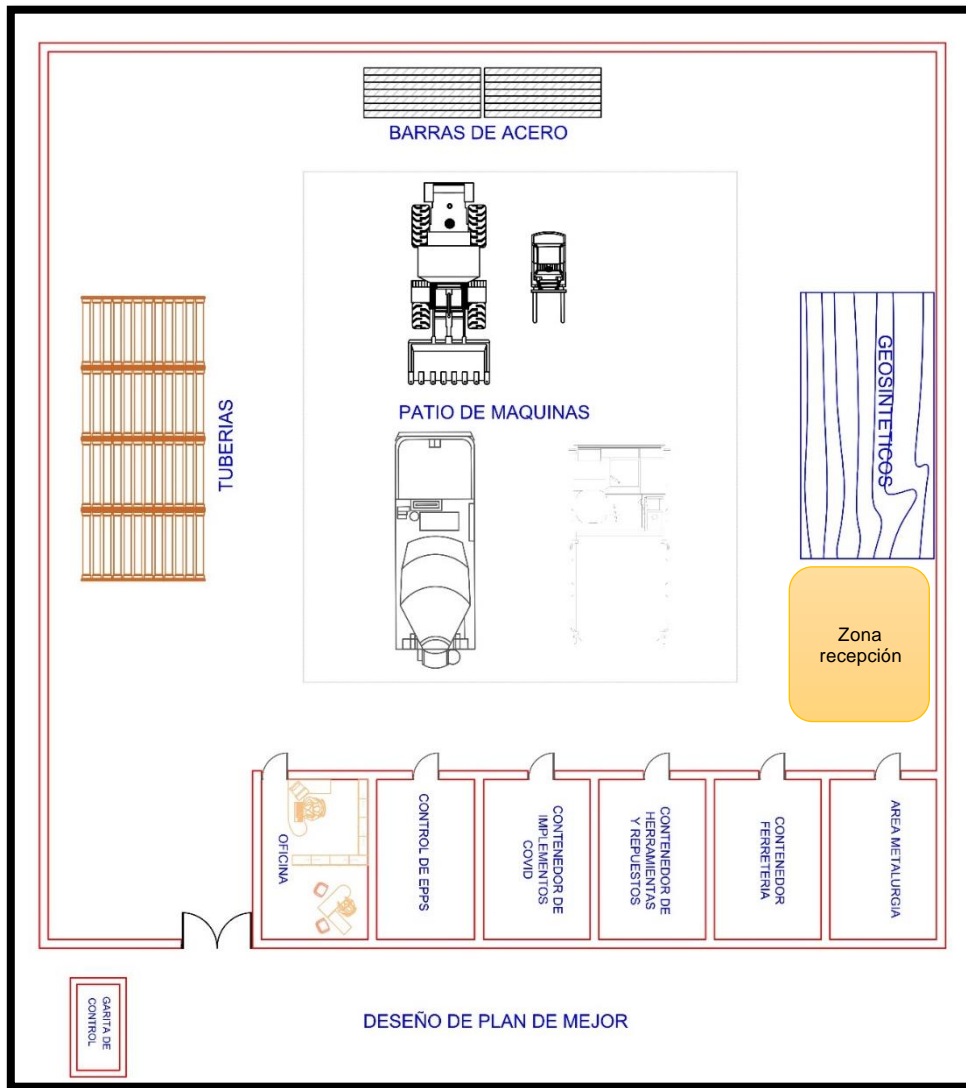 BARRAS DE ACERO
PATIO DE MAQUINAS
TUBERIAS
GEOSINTETICOS
Zona
recepción
OFICINA
CONTROL DE EPPS
CONTENEDOR DE
IMPLEMENTOS
COVID
CONTENEDOR DE
HERRAMIENTAS
Y REPUESTOS
CONTENEDOR
FERRETERIA
AREA METALURGIA
GARITA DE
CONTROL
DESEÑO DE PLAN DE MEJOR